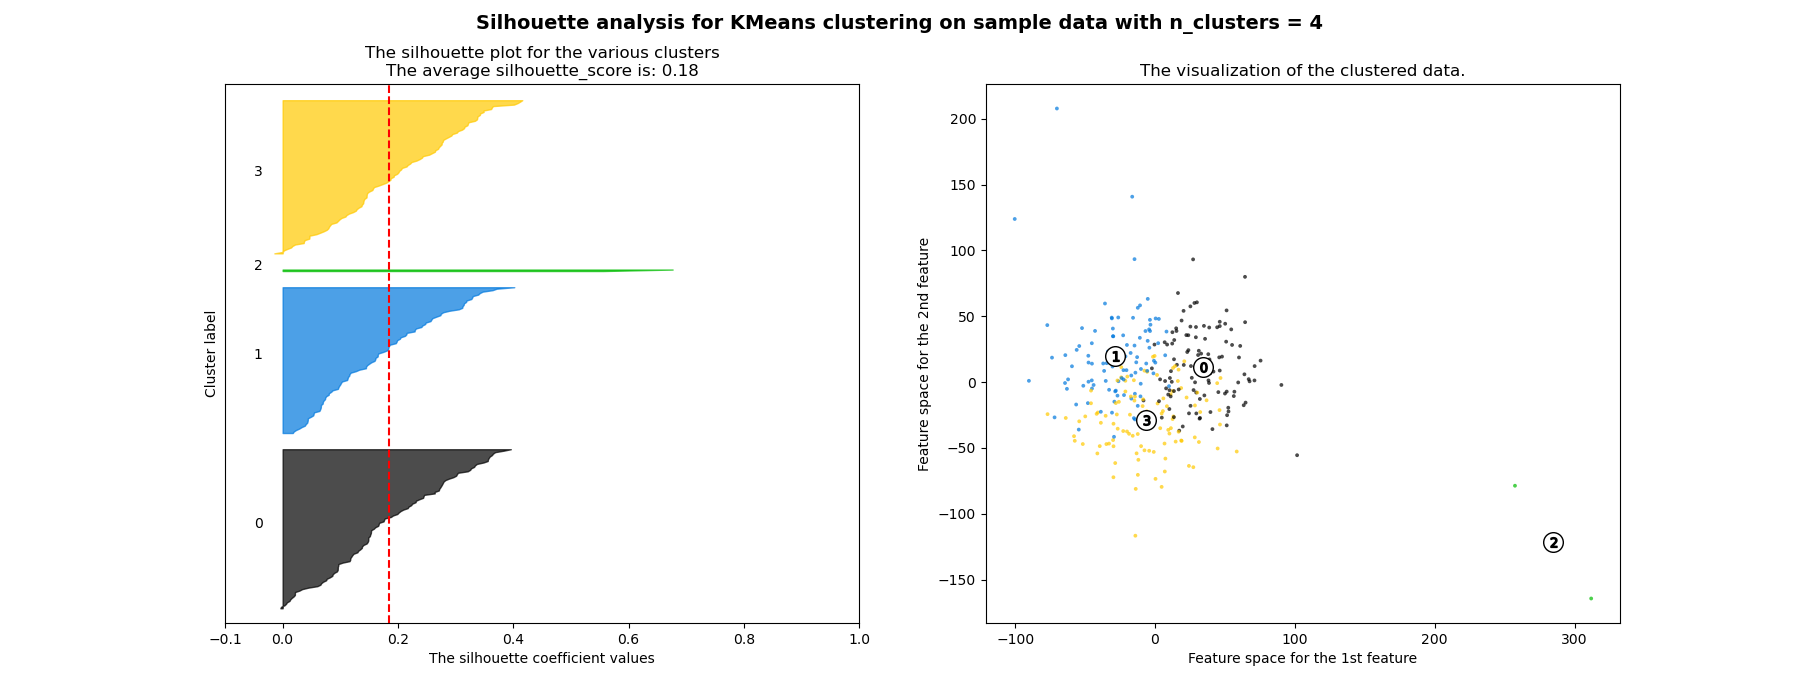 Silhouette analysis for KMeans clustering on sample data with n_clusters = 4
The silhouette plot for the various clusters
The average silhouette_score is: 0.18
3
2
1
0
Cluster label
−0.1 0.0 0.2 0.4 0.6 0.8 1.0
The silhouette coefficient values
The visualization of the clustered data.
200
150
100
50
0
−50
−100
−150
Feature space for the 2nd feature
1
0
3
2
−100 0 100 200 300
Feature space for the 1st feature